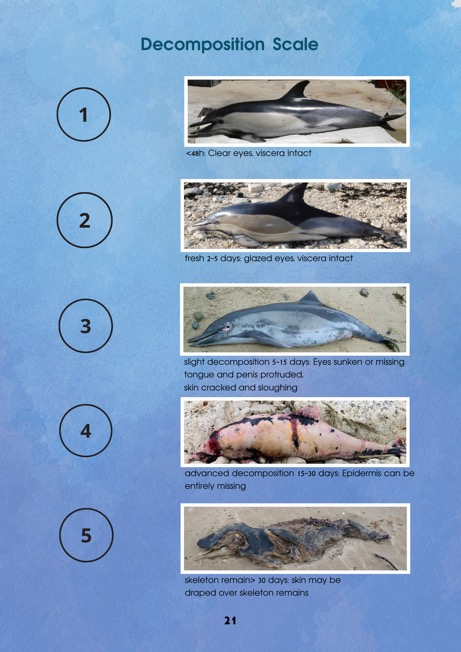 Decomposition Scale
1
<48h: Clear eyes, viscera intact
2
fresh 2-5 days: glazed eyes, viscera intact
3
slight decomposition 5-15 days: Eyes sunken or missing
tongue and penis protruded,
skin cracked and sloughing
4
advanced decomposition 15-30 days: Epidermis can be
entirely missing
5
skeleton remain> 30 days: skin may be
draped over skeleton remains
21